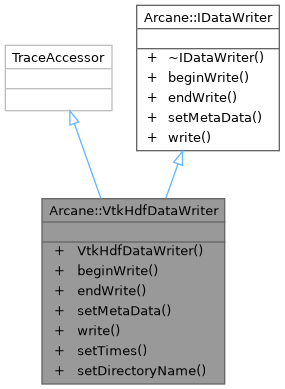 TraceAccessor
Arcane::IDataWriter
+ ~IDataWriter()
+ beginWrite()
+ endWrite()
+ setMetaData()
+ write()
Arcane::VtkHdfDataWriter
+ VtkHdfDataWriter()
+ beginWrite()
+ endWrite()
+ setMetaData()
+ write()
+ setTimes()
+ setDirectoryName()